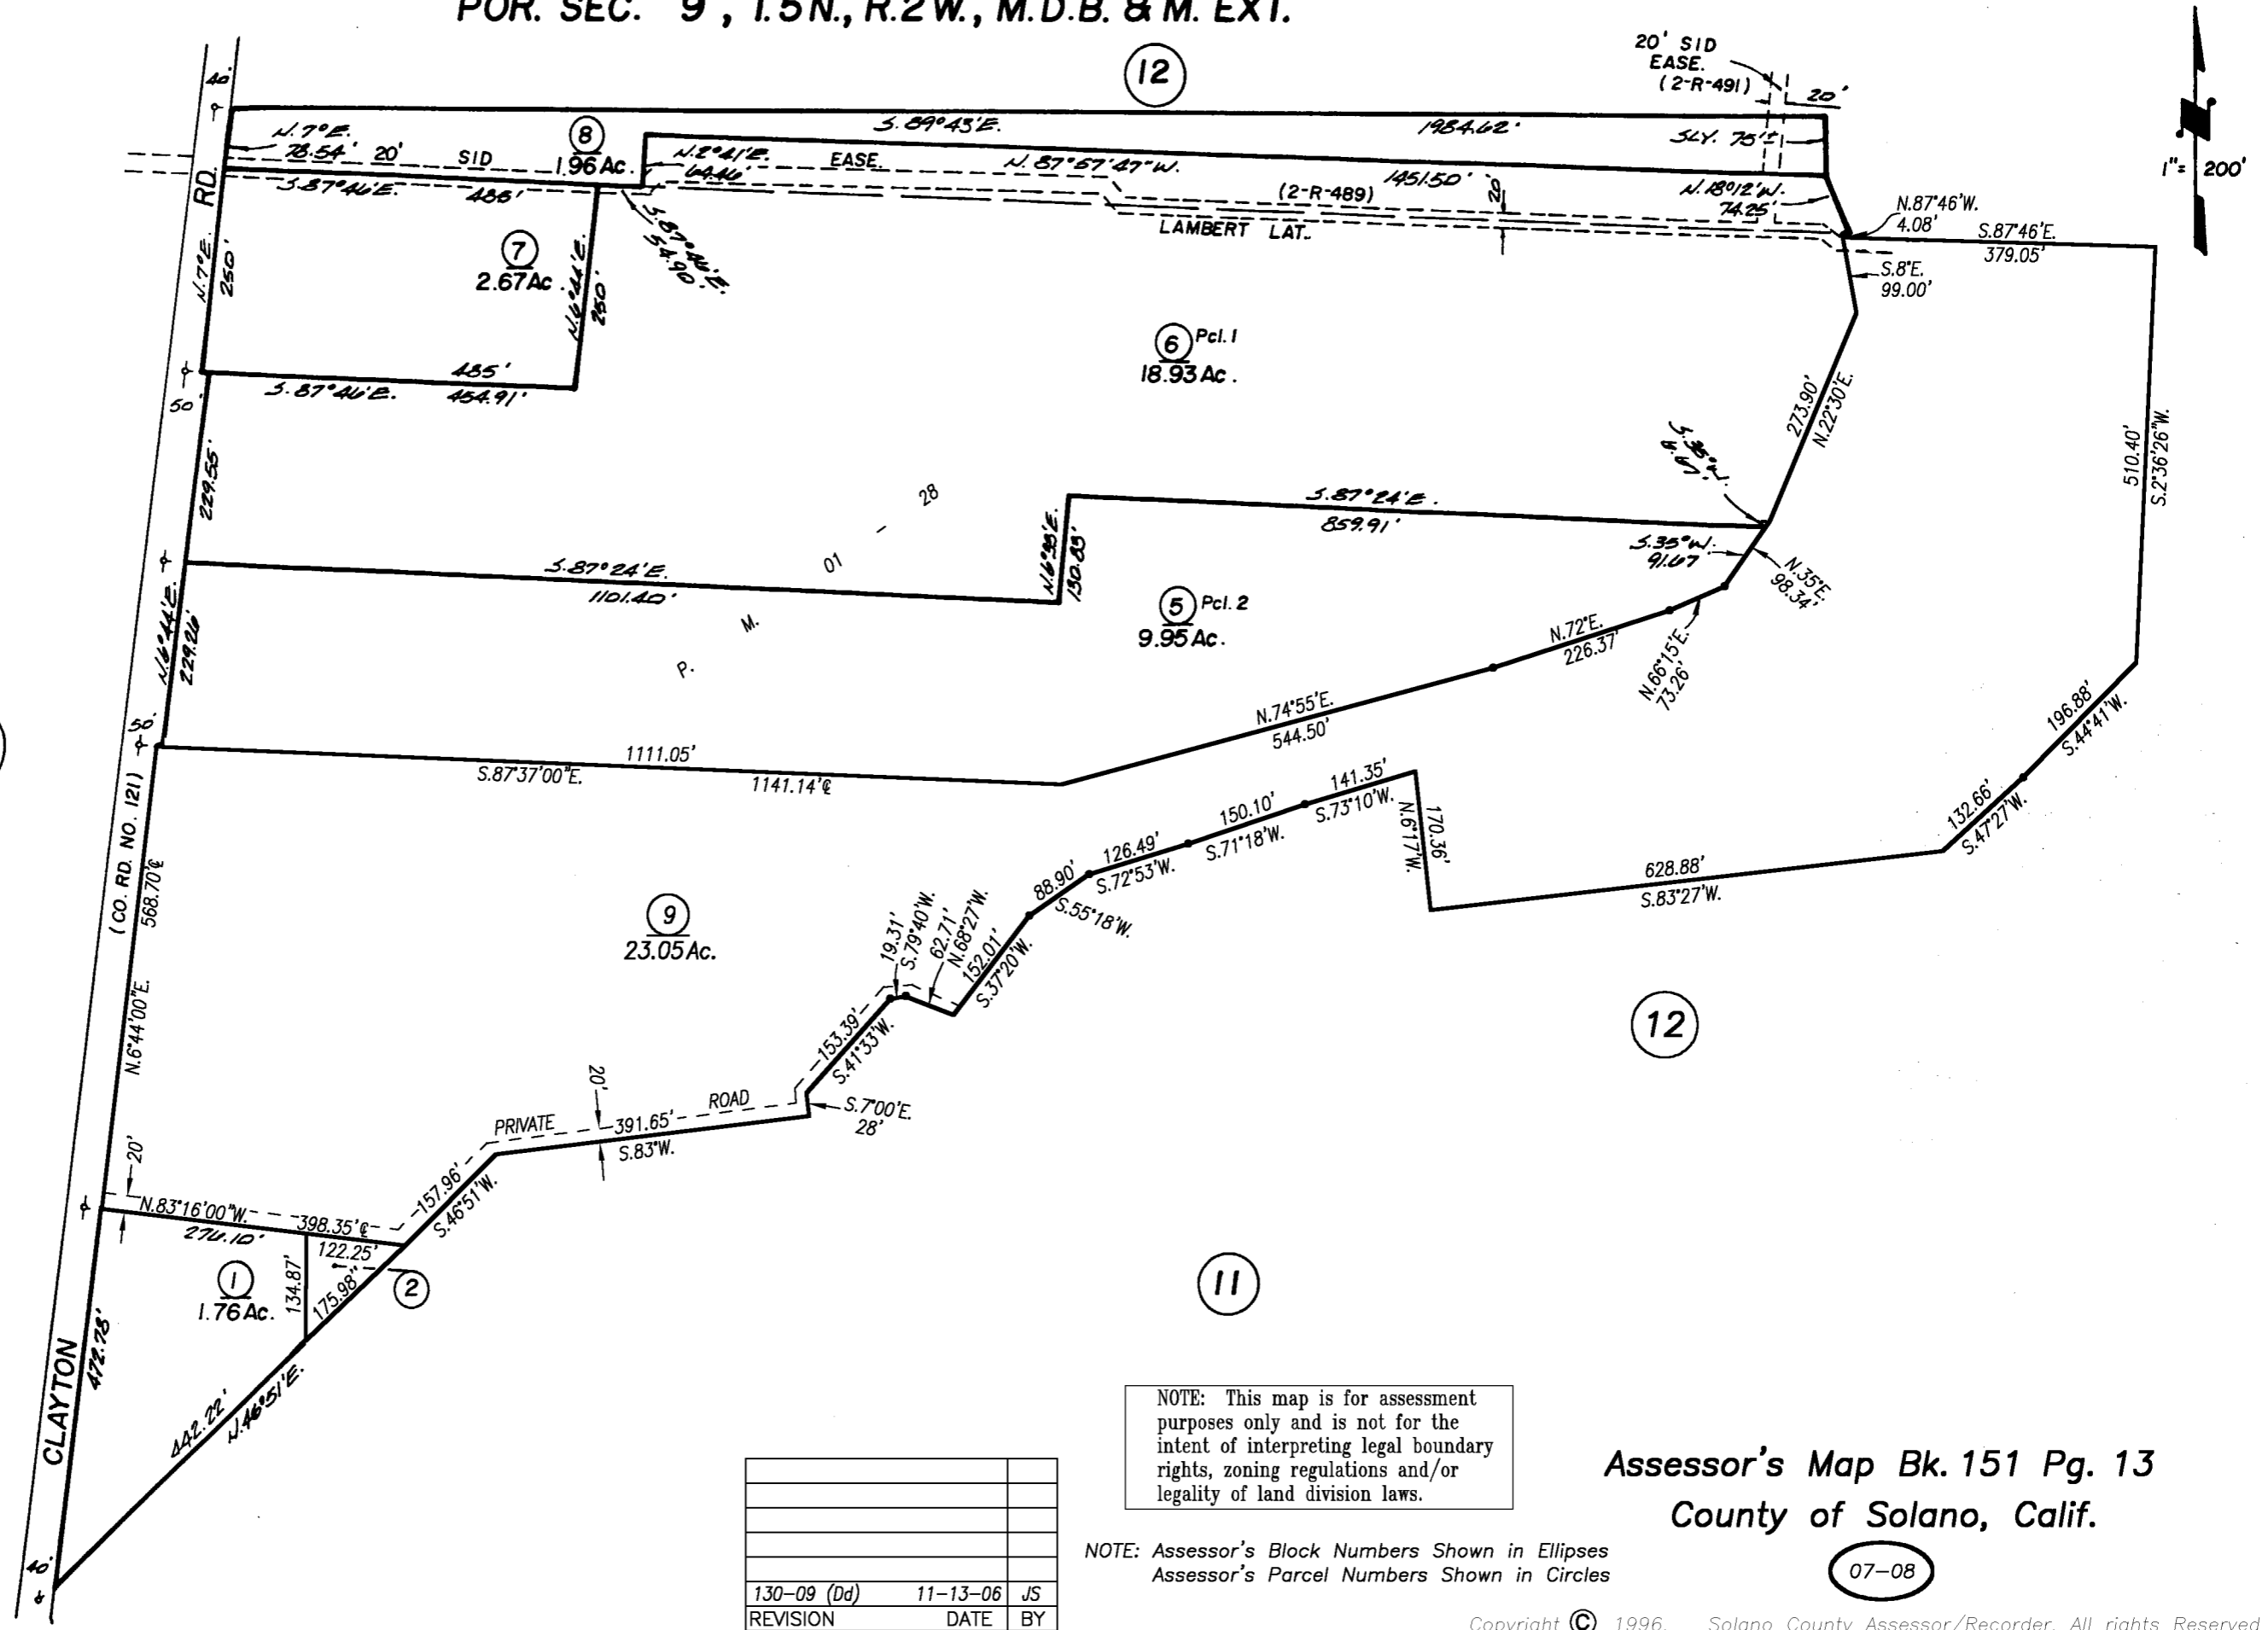 POR. SEC. 9, T.5N., R.2W., M.D.B. & M. EXT.
12
20' SID
EASE.
(2-R-491)
20'
40'
N.7°E.
78.54'
20' SID
8
1.96 Ac.
S.89°43'E.
1984.62'
SLY. 75'±
N.2°41'E.
64.46'
EASE.
N. 87°57'47"W.
1451.50'
20'
(2-R-489)
LAMBERT LAT.
N.18°12'W.
74.25'
N.87°46'W.
4.08'
S.87°46'E.
379.05'
S.8°E.
99.00'
1"= 200'
S.87°46'E.
485'
S.87°46'E.
54.90'
RD.
N.7°E.
250'
7
2.67 Ac.
N.6°44'E.
250'
6 Pcl. 1
18.93 Ac.
485'
S.87°46'E.
454.91'
50'
229.55'
273.90'
N.22°30'E.
510.40'
S.2°36'26"W.
S.35°W.
S.87°24'E.
859.91'
N.6°35'E.
130.85'
P. M. 01 - 28
S.87°24'E.
1101.40'
S.35°W.
91.67
N.35°E.
98.34'
5 Pcl. 2
9.95 Ac.
N.6°44'E.
229.26'
N.72°E.
226.37'
N.66°15'E.
73.26'
N.74°55'E.
544.50'
50'
1111.05'
S.87°37'00"E.
1141.14'℄
196.88'
S.44°41'W.
132.66'
S.47°27'W.
141.35'
S.73°10'W.
150.10'
S.71°18'W.
126.49'
S.72°53'W.
88.90'
S.55°18'W.
N.6°17'W.
170.36'
628.88'
S.83°27'W.
(CO. RD. NO. 121)
568.70'℄
N.6°44'00"E.
9
23.05 Ac.
19.31'
S.79°40'W.
62.71'
N.68°27'W.
152.01'
S.37°20'W.
153.39'
S.41°33'W.
S.7°00'E.
28'
20'
PRIVATE ROAD
391.65'
S.83°W.
157.96'
S.46°51'W.
20'
N.83°16'00"W.
398.35'℄
276.10'
122.25'
134.87'
175.98"
1
1.76 Ac.
2
12
11
472.78'
CLAYTON
442.22'
N.46°51'E.
40'
NOTE: This map is for assessment
purposes only and is not for the
intent of interpreting legal boundary
rights, zoning regulations and/or
legality of land division laws.
NOTE: Assessor's Block Numbers Shown in Ellipses
Assessor's Parcel Numbers Shown in Circles
Assessor's Map Bk. 151 Pg. 13
County of Solano, Calif.
07-08
130-09 (Dd) 11-13-06 JS
REVISION DATE BY
Copyright © 1996, Solano County Assessor/Recorder. All rights Reserved